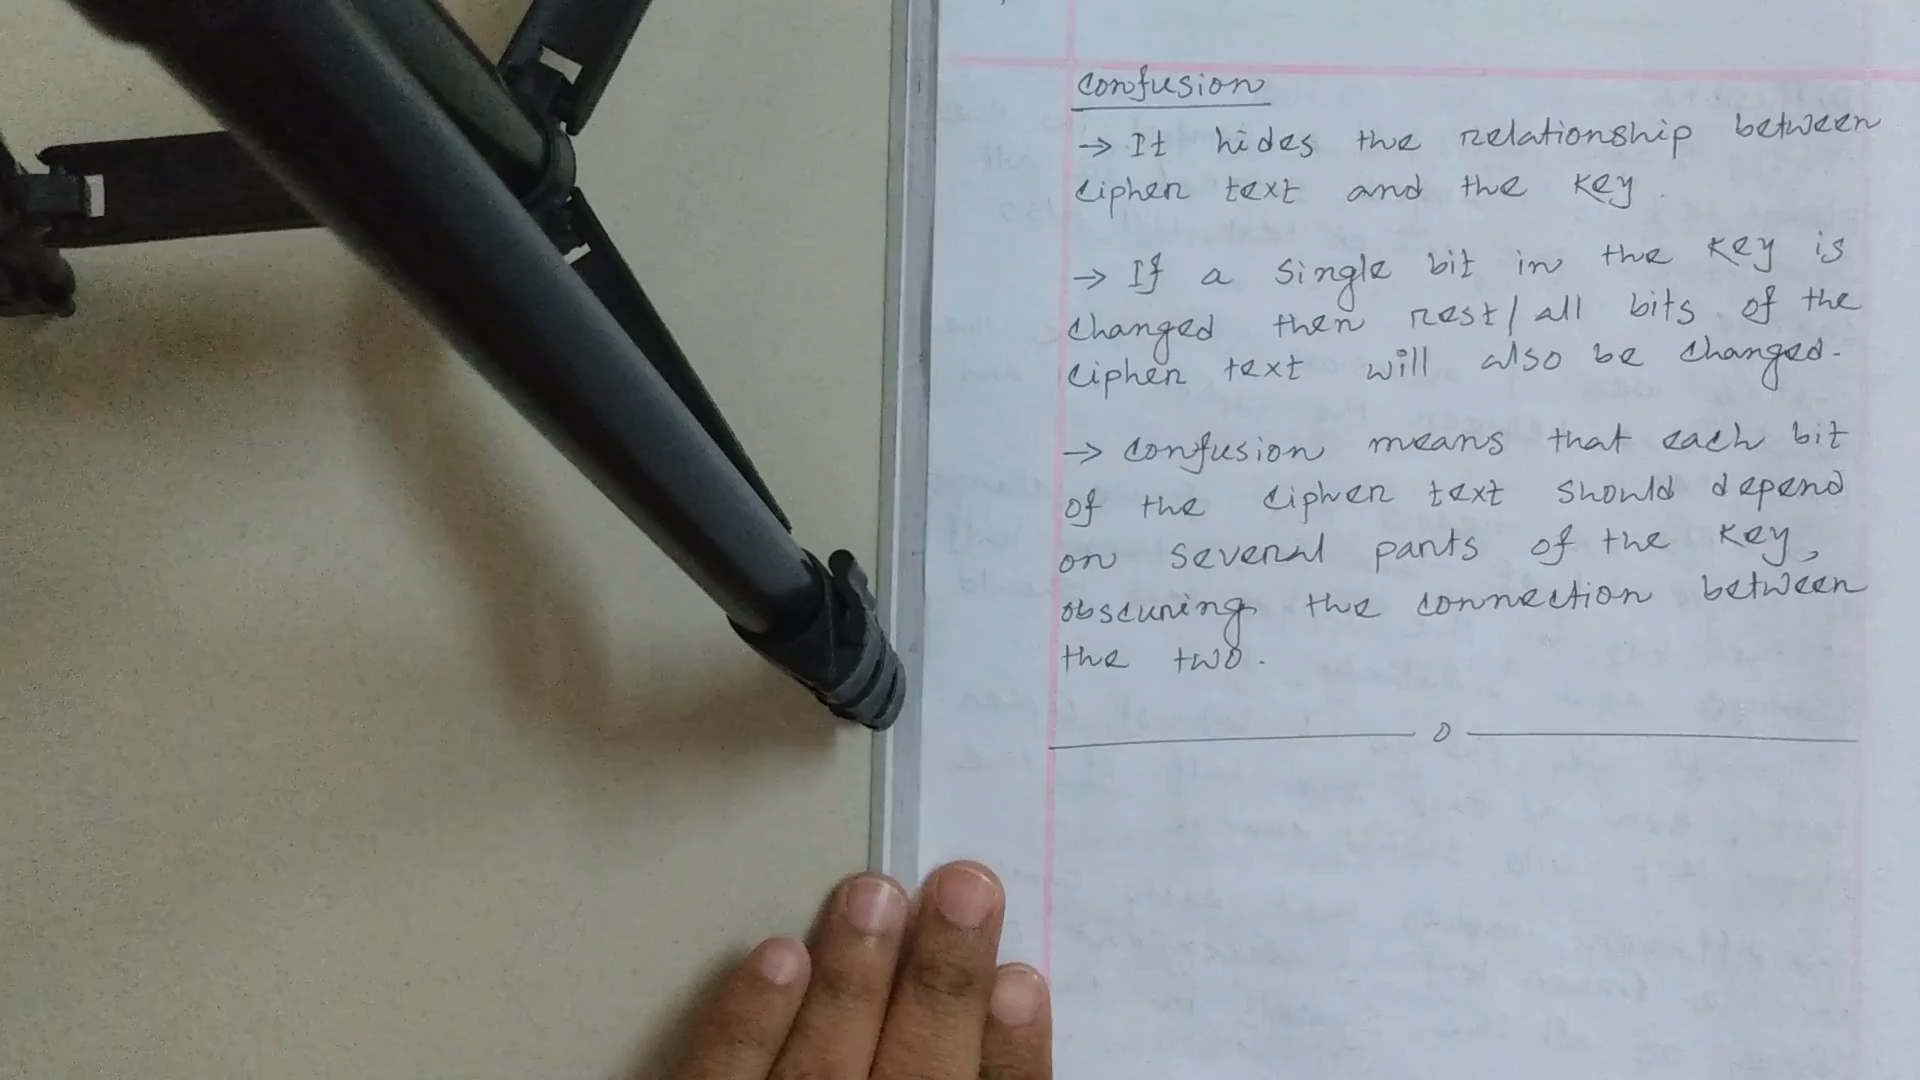 Confusion
→ It hides the relationship between
cipher text and the key.
→ If a single bit in the key is
changed then rest/all bits of the
cipher text will also be changed.
→ Confusion means that each bit
of the cipher text should depend
on several parts of the key,
obscuring the connection between
the two.
0